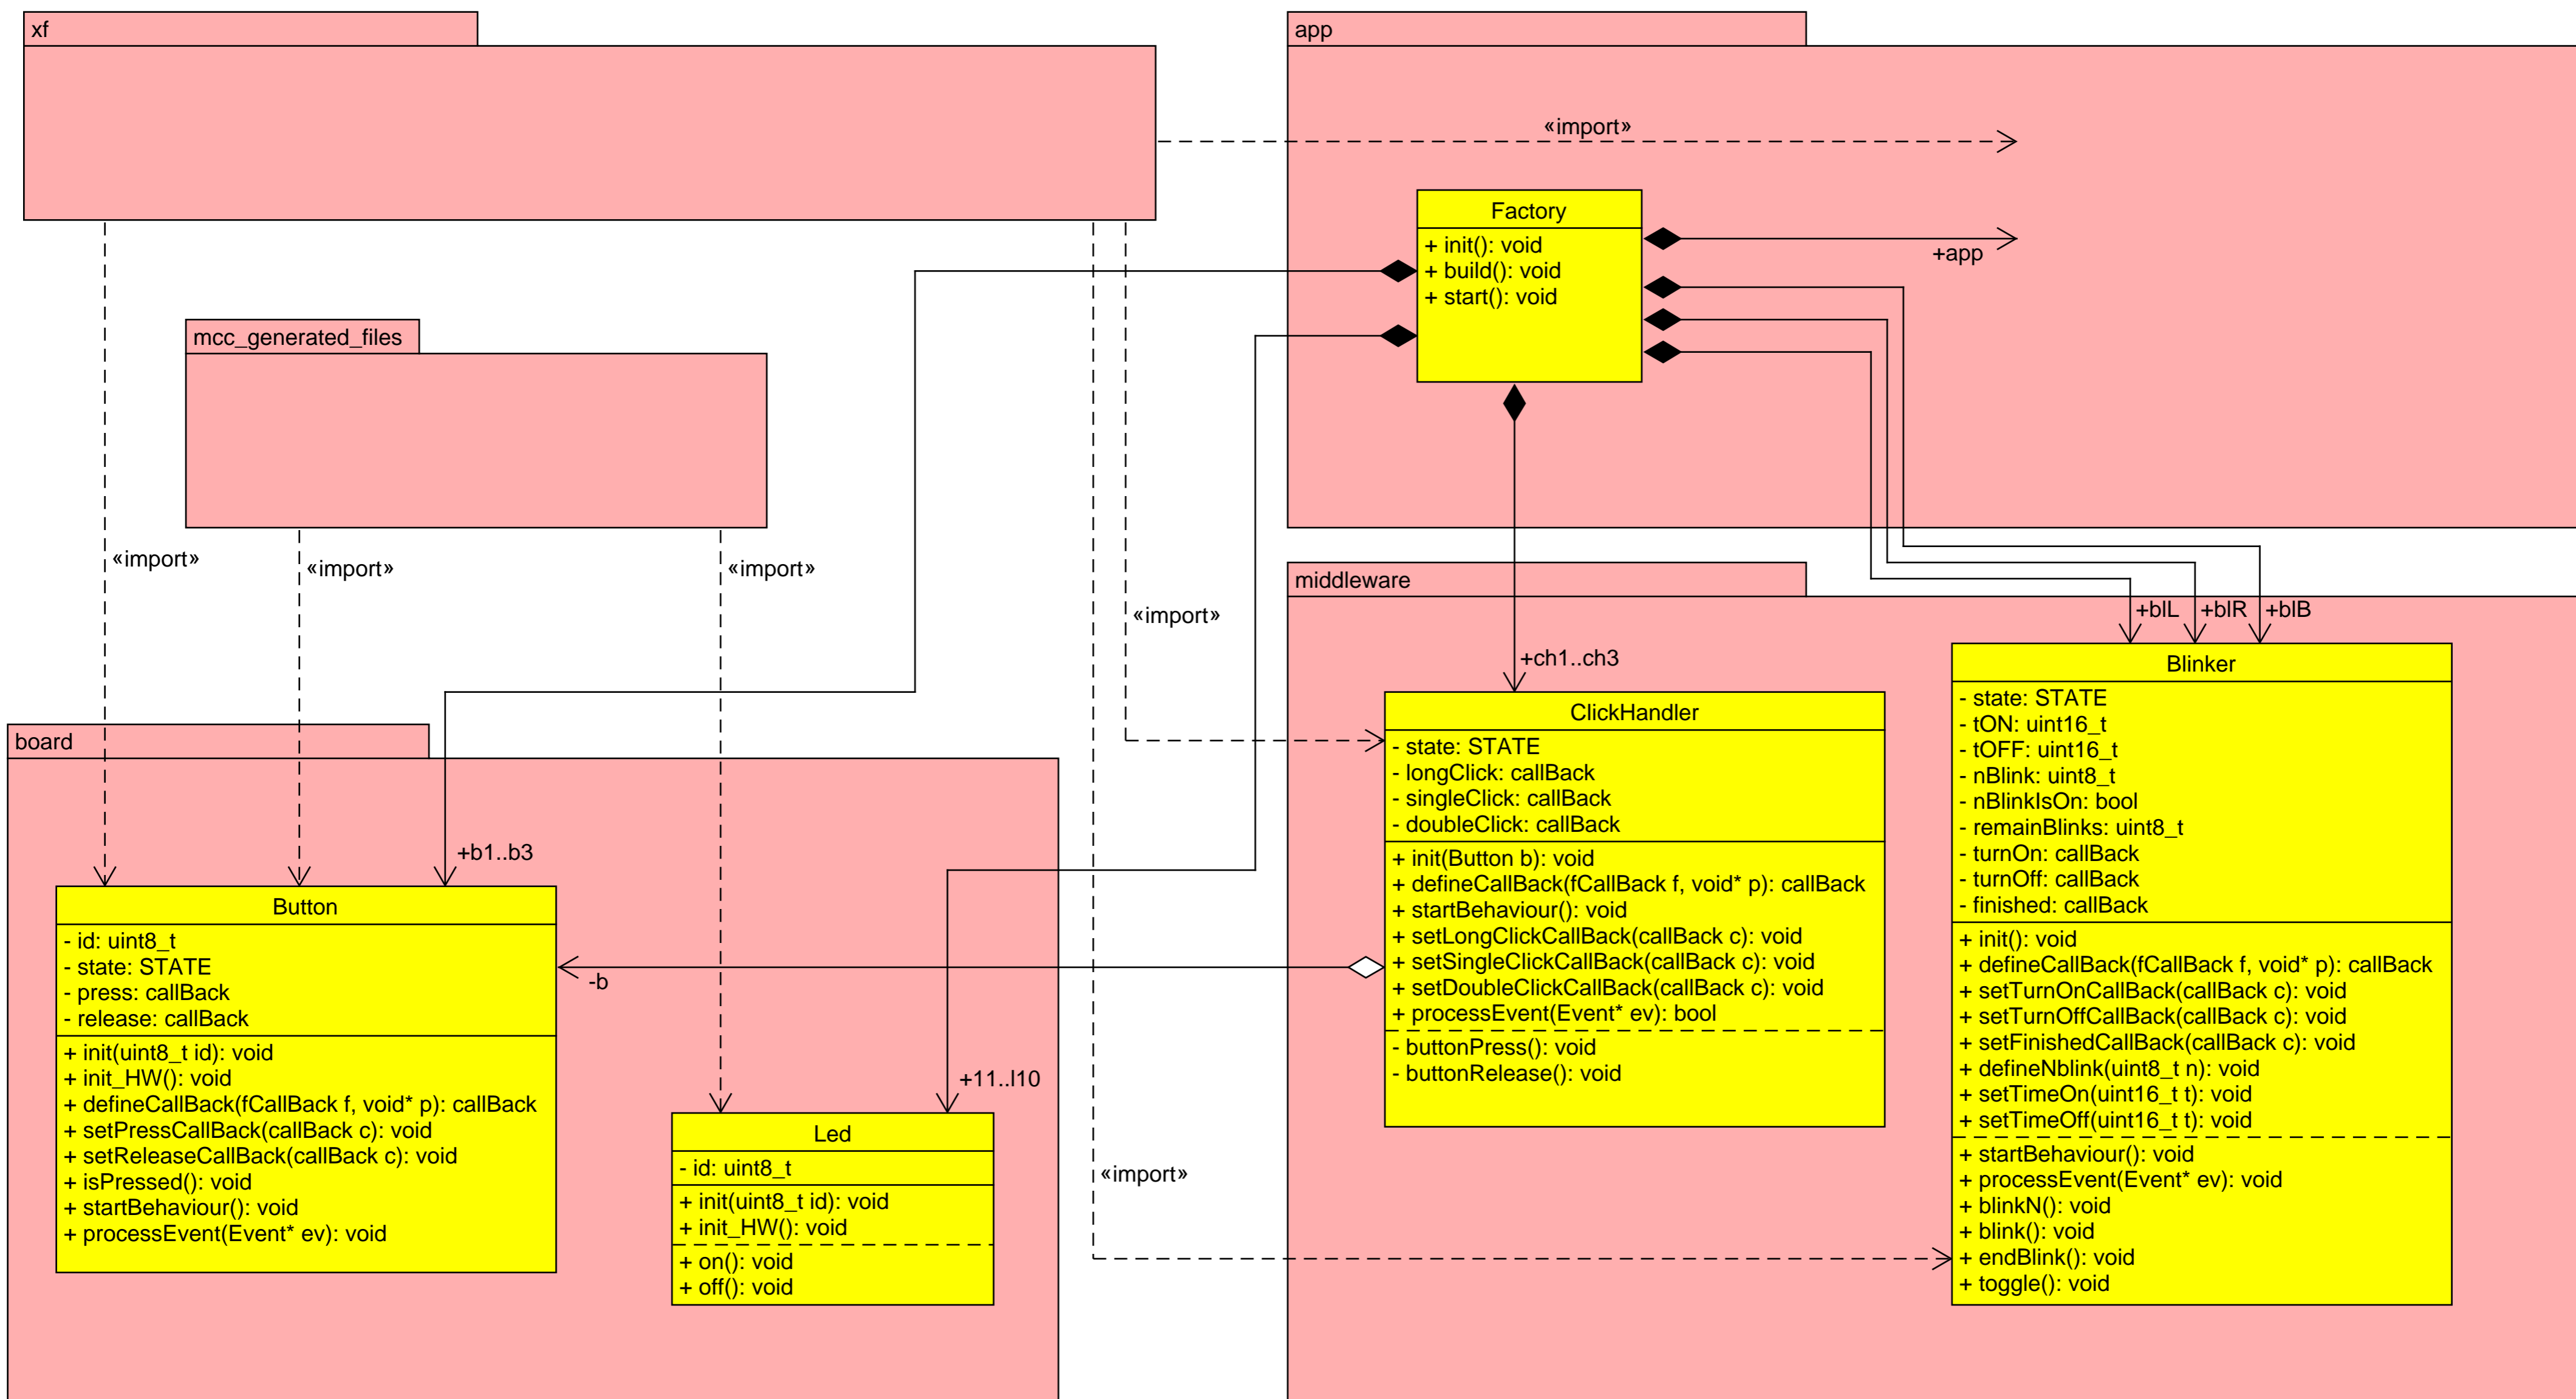 xf
app
«import»
Factory
+ init(): void
+ build(): void
+ start(): void
+app
mcc_generated_files
«import»
«import»
«import»
«import»
middleware
+blL
+blR
+blB
+ch1..ch3
Blinker
- state: STATE
- tON: uint16_t
- tOFF: uint16_t
- nBlink: uint8_t
- nBlinkIsOn: bool
- remainBlinks: uint8_t
- turnOn: callBack
- turnOff: callBack
- finished: callBack
+ init(): void
+ defineCallBack(fCallBack f, void* p): callBack
+ setTurnOnCallBack(callBack c): void
+ setTurnOffCallBack(callBack c): void
+ setFinishedCallBack(callBack c): void
+ defineNblink(uint8_t n): void
+ setTimeOn(uint16_t t): void
+ setTimeOff(uint16_t t): void
+ startBehaviour(): void
+ processEvent(Event* ev): void
+ blinkN(): void
+ blink(): void
+ endBlink(): void
+ toggle(): void
ClickHandler
- state: STATE
- longClick: callBack
- singleClick: callBack
- doubleClick: callBack
+ init(Button b): void
+ defineCallBack(fCallBack f, void* p): callBack
+ startBehaviour(): void
+ setLongClickCallBack(callBack c): void
+ setSingleClickCallBack(callBack c): void
+ setDoubleClickCallBack(callBack c): void
+ processEvent(Event* ev): bool
- buttonPress(): void
- buttonRelease(): void
board
+b1..b3
Button
- id: uint8_t
- state: STATE
- press: callBack
- release: callBack
+ init(uint8_t id): void
+ init_HW(): void
+ defineCallBack(fCallBack f, void* p): callBack
+ setPressCallBack(callBack c): void
+ setReleaseCallBack(callBack c): void
+ isPressed(): void
+ startBehaviour(): void
+ processEvent(Event* ev): void
-b
+11..l10
Led
- id: uint8_t
+ init(uint8_t id): void
+ init_HW(): void
+ on(): void
+ off(): void
«import»